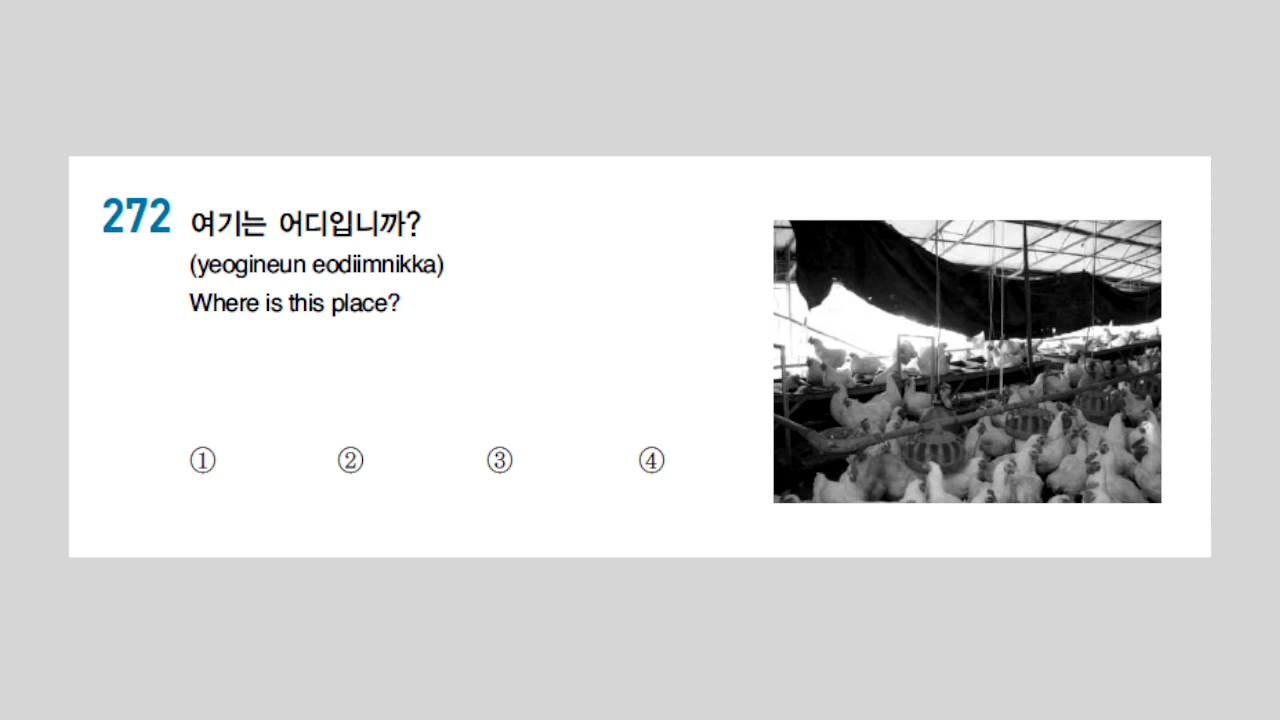 272 여기는 어디입니까?
(yeogineun eodiimnikka)
Where is this place?
① ② ③ ④